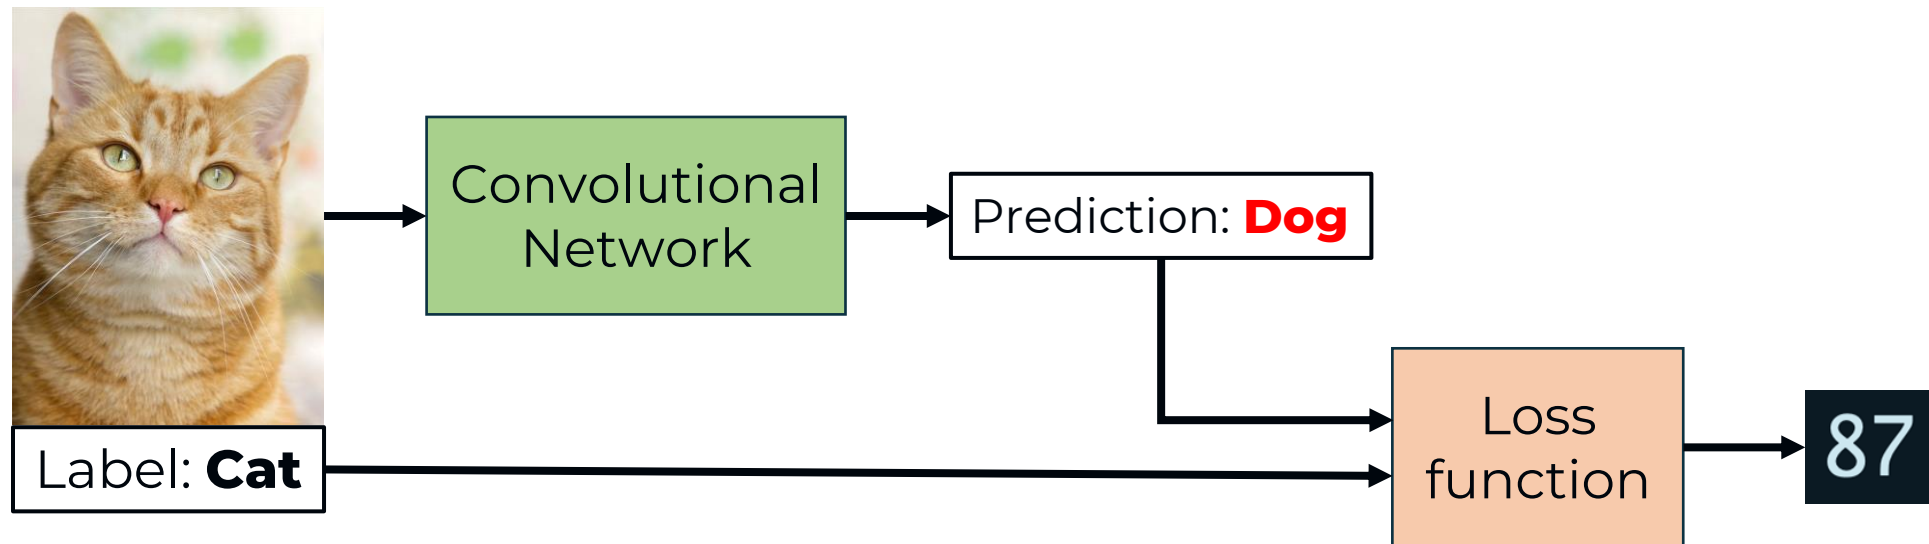 Convolutional
Network
Prediction: Dog
Label: Cat
Loss
function
87